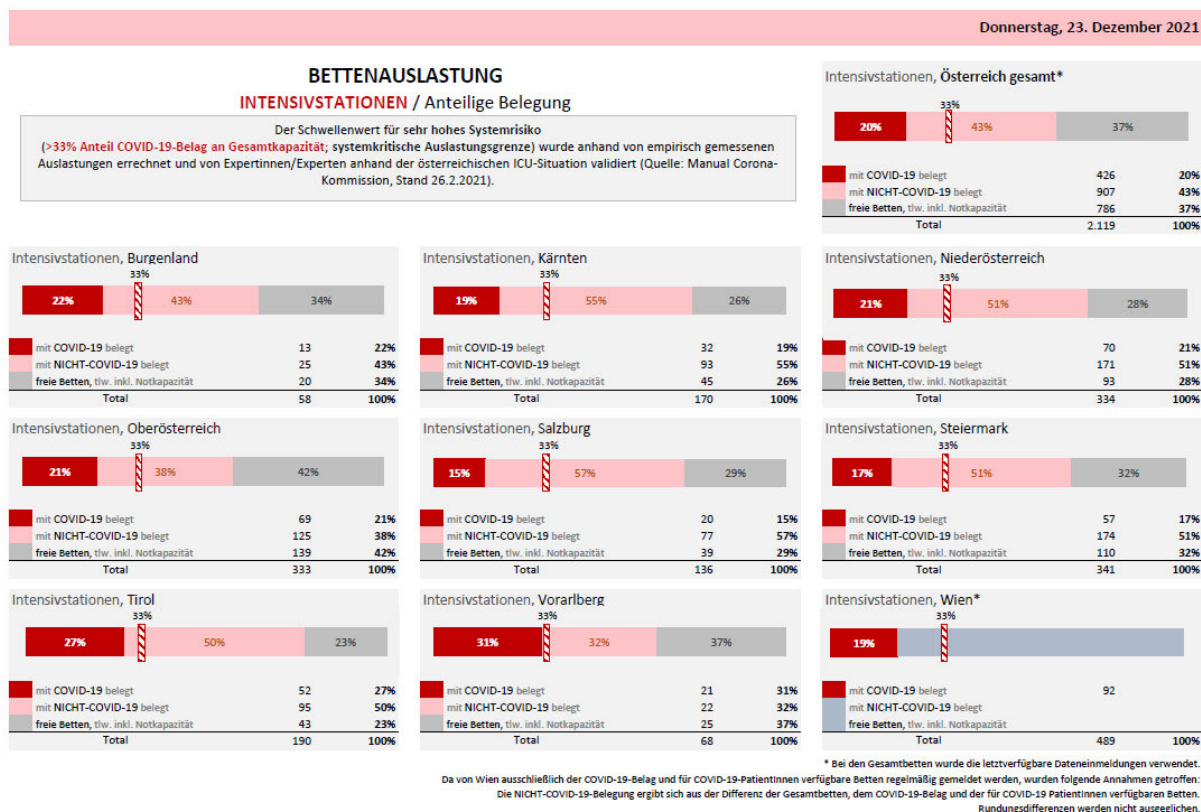 Donnerstag, 23. Dezember 2021
BETTENAUSLASTUNG
INTENSIVSTATIONEN / Anteilige Belegung
Der Schwellenwert für sehr hohes Systemrisiko
(>33% Anteil COVID-19-Belag an Gesamtkapazität; systemkritische Auslastungsgrenze) wurde anhand von empirisch gemessenen
Auslastungen errechnet und von Expertinnen/Experten anhand der österreichischen ICU-Situation validiert (Quelle: Manual Corona-
Kommission, Stand 26.2.2021).
Intensivstationen, Österreich gesamt*
33%
20% 43% 37%
mit COVID-19 belegt 426 20%
mit NICHT-COVID-19 belegt 907 43%
freie Betten, tlw. inkl. Notkapazität 786 37%
Total 2.119 100%
Intensivstationen, Burgenland
33%
22% 43% 34%
mit COVID-19 belegt 13 22%
mit NICHT-COVID-19 belegt 25 43%
freie Betten, tlw. inkl. Notkapazität 20 34%
Total 58 100%
Intensivstationen, Kärnten
33%
19% 55% 26%
mit COVID-19 belegt 32 19%
mit NICHT-COVID-19 belegt 93 55%
freie Betten, tlw. inkl. Notkapazität 45 26%
Total 170 100%
Intensivstationen, Niederösterreich
33%
21% 51% 28%
mit COVID-19 belegt 70 21%
mit NICHT-COVID-19 belegt 171 51%
freie Betten, tlw. inkl. Notkapazität 93 28%
Total 334 100%
Intensivstationen, Oberösterreich
33%
21% 38% 42%
mit COVID-19 belegt 69 21%
mit NICHT-COVID-19 belegt 125 38%
freie Betten, tlw. inkl. Notkapazität 139 42%
Total 333 100%
Intensivstationen, Salzburg
33%
15% 57% 29%
mit COVID-19 belegt 20 15%
mit NICHT-COVID-19 belegt 77 57%
freie Betten, tlw. inkl. Notkapazität 39 29%
Total 136 100%
Intensivstationen, Steiermark
33%
17% 51% 32%
mit COVID-19 belegt 57 17%
mit NICHT-COVID-19 belegt 174 51%
freie Betten, tlw. inkl. Notkapazität 110 32%
Total 341 100%
Intensivstationen, Tirol
33%
27% 50% 23%
mit COVID-19 belegt 52 27%
mit NICHT-COVID-19 belegt 95 50%
freie Betten, tlw. inkl. Notkapazität 43 23%
Total 190 100%
Intensivstationen, Vorarlberg
33%
31% 32% 37%
mit COVID-19 belegt 21 31%
mit NICHT-COVID-19 belegt 22 32%
freie Betten, tlw. inkl. Notkapazität 25 37%
Total 68 100%
Intensivstationen, Wien*
33%
19%
mit COVID-19 belegt 92
mit NICHT-COVID-19 belegt
freie Betten, tlw. inkl. Notkapazität
Total 489 100%
* Bei den Gesamtbetten wurde die letztverfügbare Dateneinmeldungen verwendet.
Da von Wien ausschließlich der COVID-19-Belag und für COVID-19-PatientInnen verfügbare Betten regelmäßig gemeldet werden, wurden folgende Annahmen getroffen:
Die NICHT-COVID-19-Belegung ergibt sich aus der Differenz der Gesamtbetten, dem COVID-19-Belag und der für COVID-19 PatientInnen verfügbaren Betten.
Rundungsdifferenzen werden nicht ausgeglichen.